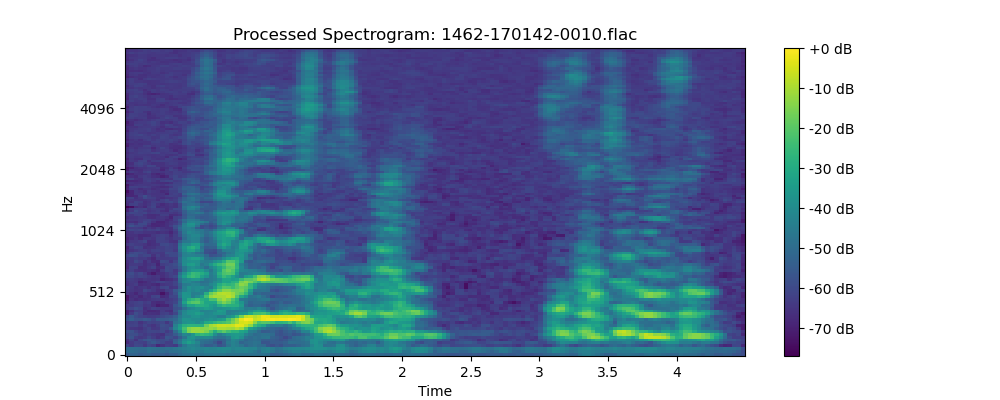 Processed Spectrogram: 1462-170142-0010.flac
+0 dB
4096
-10 dB
-20 dB
2048
-30 dB
Hz
1024
-40 dB
-50 dB
512
-60 dB
-70 dB
0
0 0.5 1 1.5 2 2.5 3 3.5 4
Time